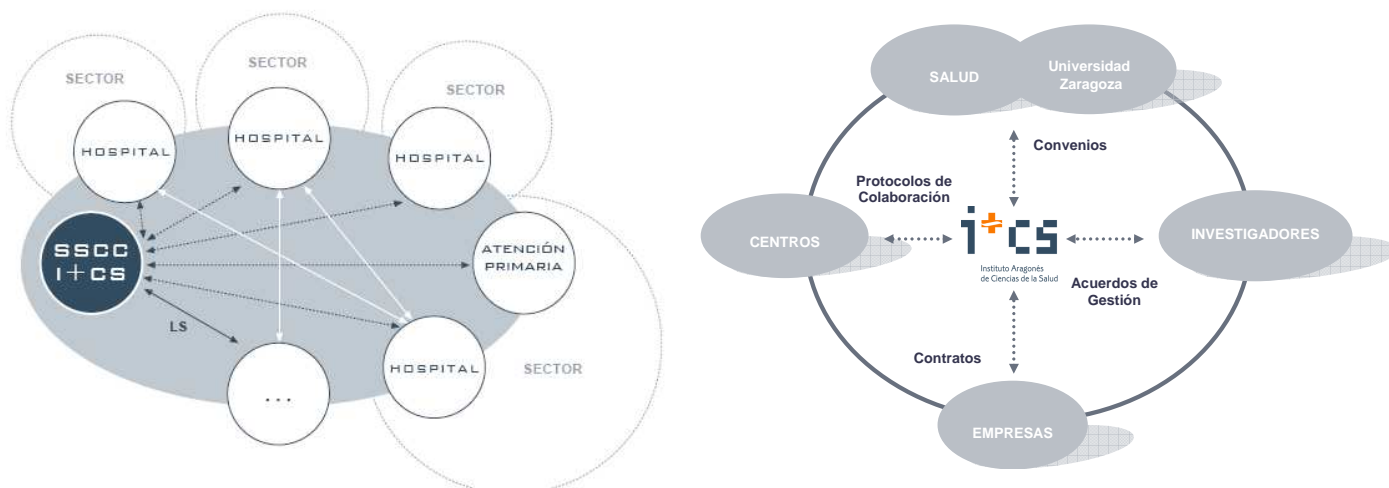 SECTOR
SECTOR
SECTOR
HOSPITAL
HOSPITAL
HOSPITAL
SSCC
I+CS
ATENCIÓN
PRIMARIA
LS
HOSPITAL
SECTOR
...
SALUD
Universidad
Zaragoza
Convenios
Protocolos de
Colaboración
CENTROS
i+cs
Instituto Aragonés
de Ciencias de la Salud
INVESTIGADORES
Acuerdos de
Gestión
Contratos
EMPRESAS